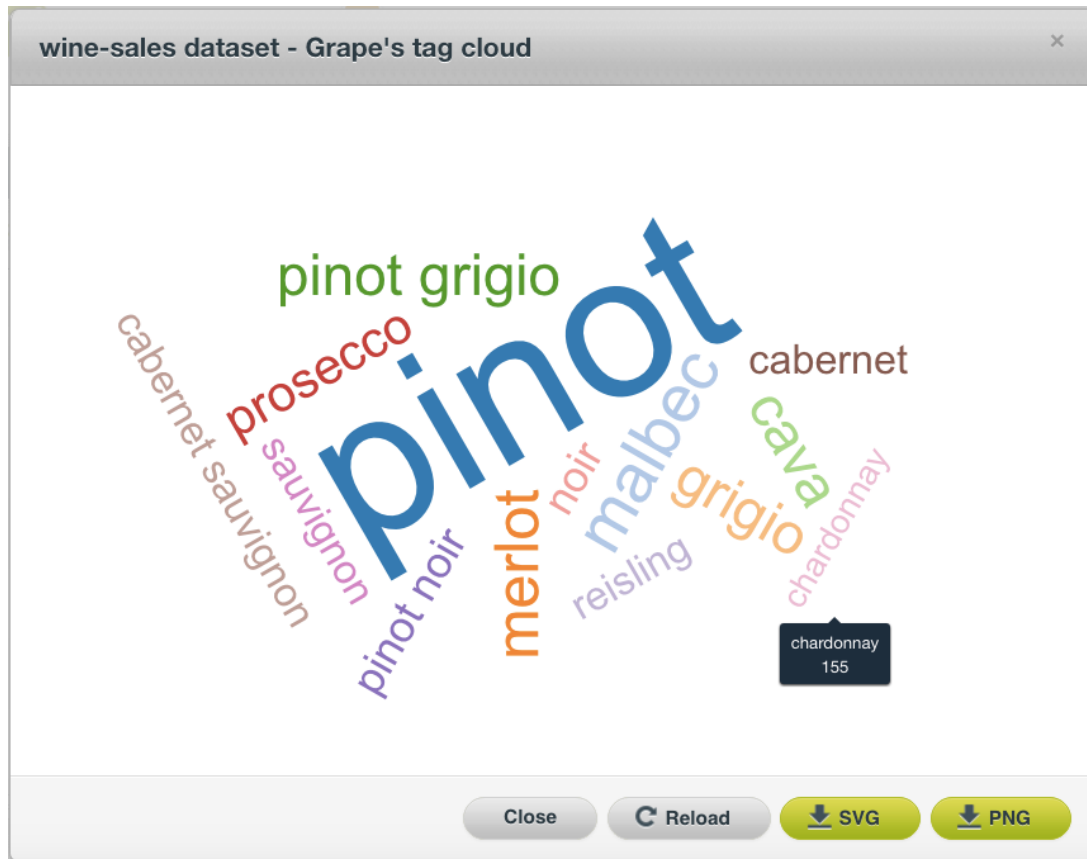 wine-sales dataset - Grape's tag cloud
×
pinot
pinot grigio
prosecco
cabernet sauvignon
sauvignon
pinot noir
merlot
noir
malbec
reisling
grigio
cabernet
cava
chardonnay
chardonnay
155
Close
Reload
SVG
PNG